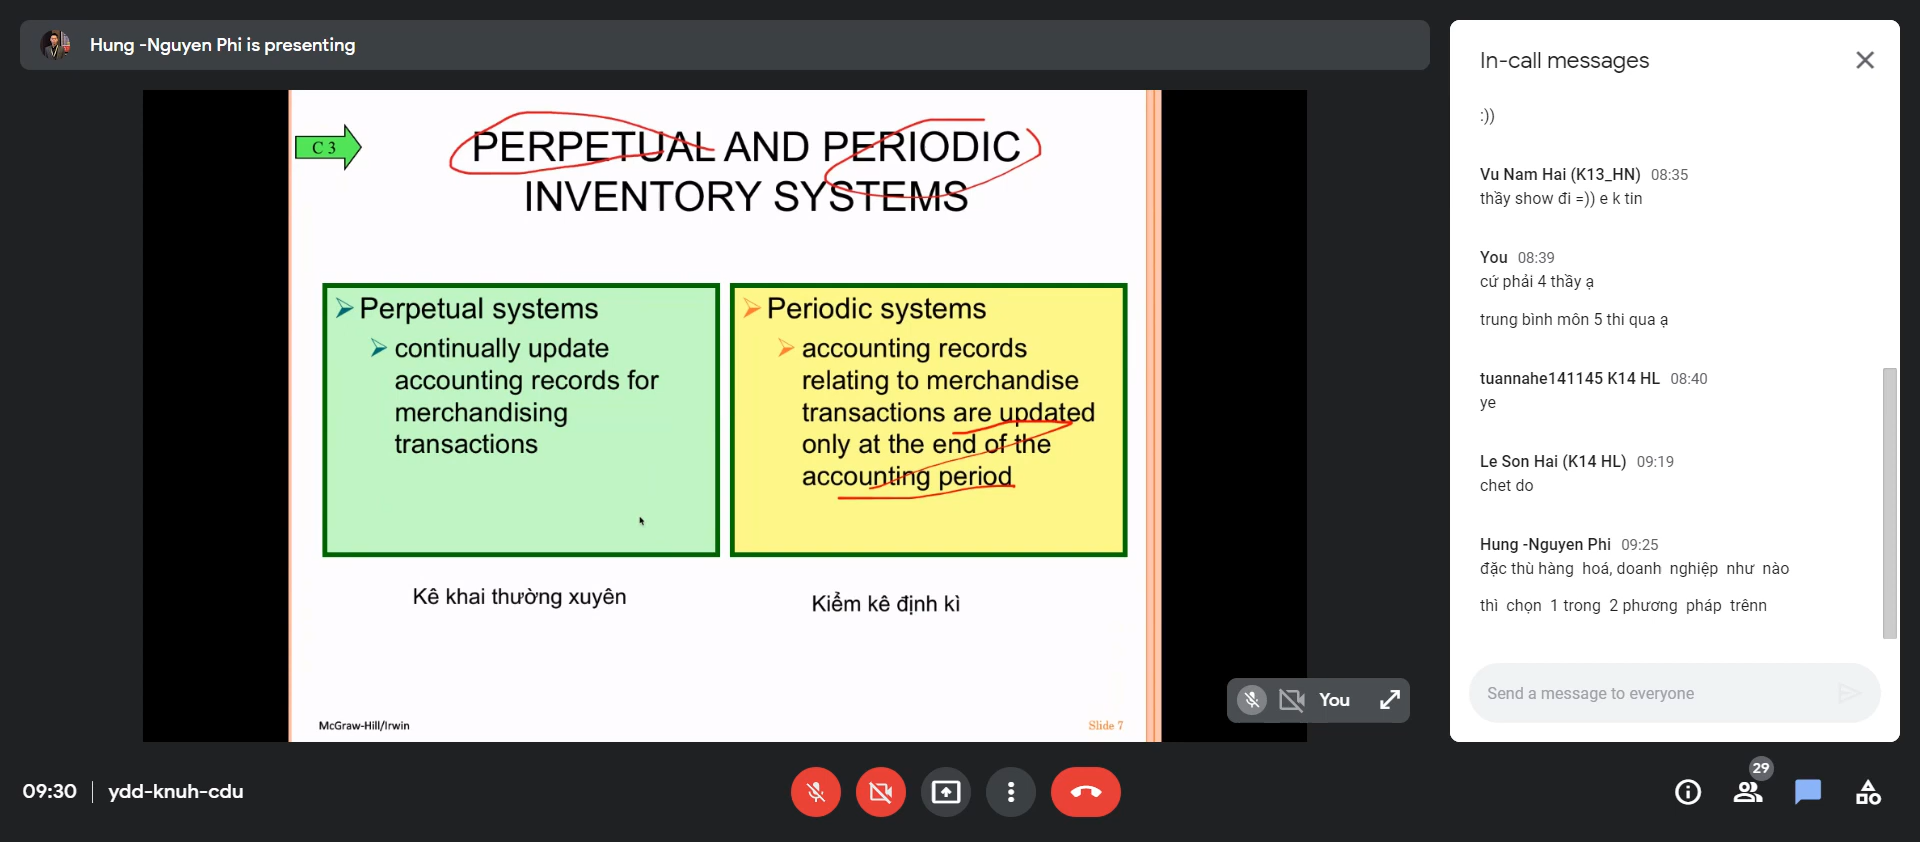 Hung -Nguyen Phi is presenting
C 3
PERPETUAL AND PERIODIC
INVENTORY SYSTEMS
Perpetual systems
continually update
accounting records for
merchandising
transactions
Periodic systems
accounting records
relating to merchandise
transactions are updated
only at the end of the
accounting period
Kê khai thường xuyên
Kiểm kê định kì
McGraw-Hill/Irwin
Slide 7
You
In-call messages
:))
Vu Nam Hai (K13_HN) 08:35
thầy show đi =)) e k tin
You 08:39
cứ phải 4 thầy ạ
trung bình môn 5 thi qua ạ
tuannahe141145 K14 HL 08:40
ye
Le Son Hai (K14 HL) 09:19
chet do
Hung -Nguyen Phi 09:25
đặc thù hàng hoá, doanh nghiệp như nào
thì chọn 1 trong 2 phương pháp trênn
Send a message to everyone
09:30 | ydd-knuh-cdu
29